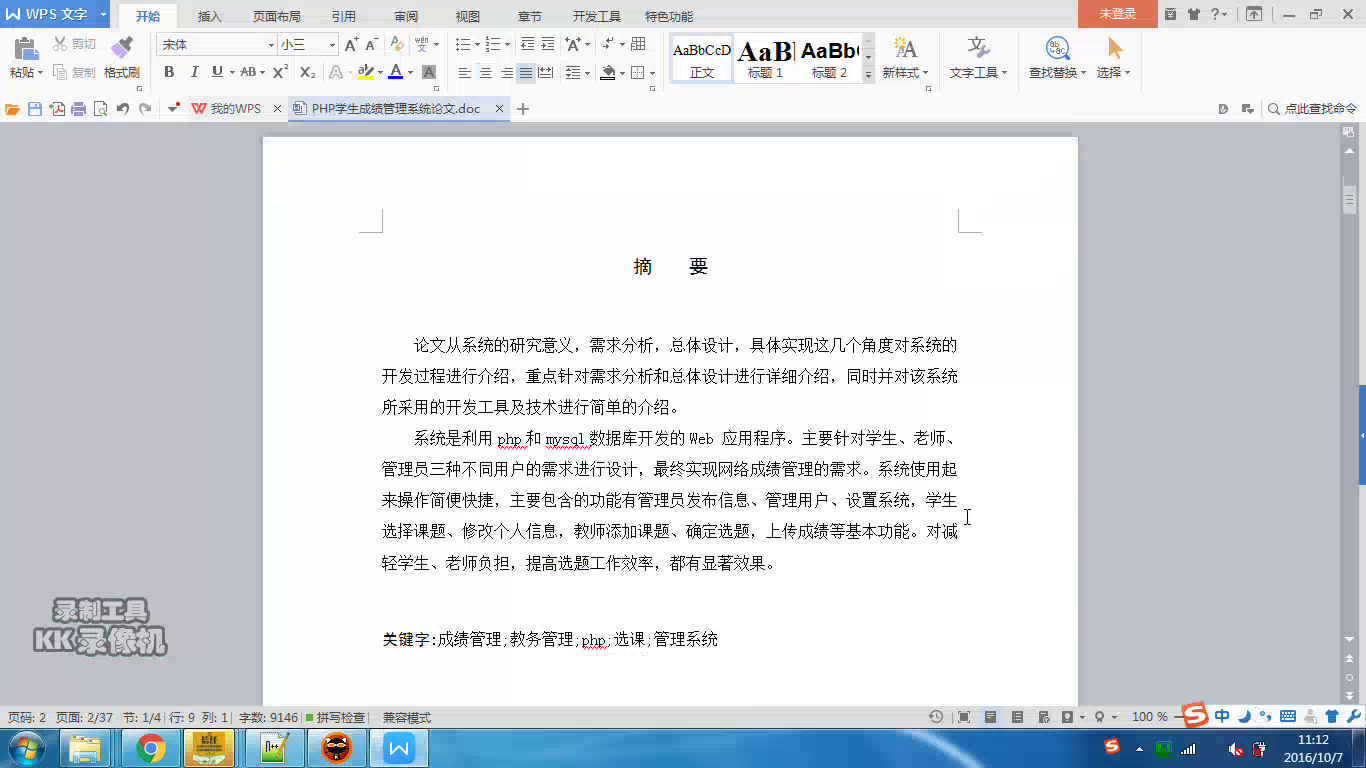 WPS 文字
开始 插入 页面布局 引用 审阅 视图 章节 开发工具 特色功能
未登录
剪切
粘贴 复制 格式刷
宋体 小三
AaBbCcD AaB AaBb
正文 标题 1 标题 2 新样式 文字工具 查找替换 选择
我的WPS PHP学生成绩管理系统论文.doc 点此查找命令
摘 要
论文从系统的研究意义，需求分析，总体设计，具体实现这几个角度对系统的
开发过程进行介绍，重点针对需求分析和总体设计进行详细介绍，同时并对该系统
所采用的开发工具及技术进行简单的介绍。
系统是利用php和mysql数据库开发的Web 应用程序。主要针对学生、老师、
管理员三种不同用户的需求进行设计，最终实现网络成绩管理的需求。系统使用起
来操作简便快捷，主要包含的功能有管理员发布信息、管理用户、设置系统，学生
选择课题、修改个人信息，教师添加课题、确定选题，上传成绩等基本功能。对减
轻学生、老师负担，提高选题工作效率，都有显著效果。
关键字:成绩管理;教务管理;php;选课;管理系统
录制工具
KK录像机
页码: 2 页面: 2/37 节: 1/4 行: 9 列: 1 字数: 9146 拼写检查 兼容模式 100 % 中
11:12
2016/10/7